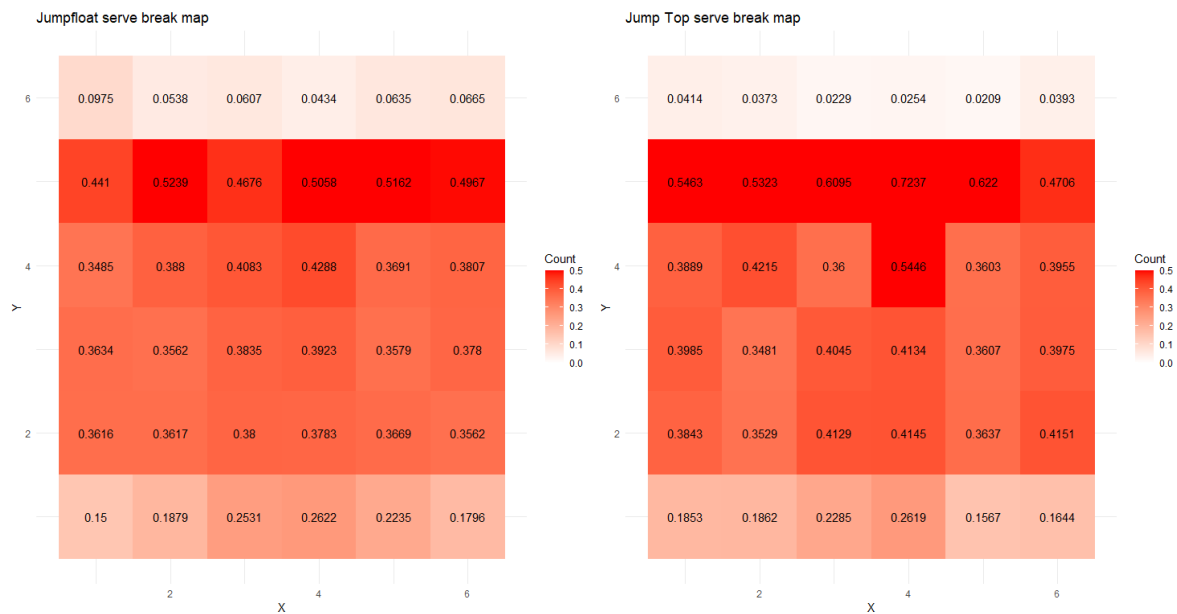 Jumpfloat serve break map
6
0.0975 0.0538 0.0607 0.0434 0.0635 0.0665
0.441 0.5239 0.4676 0.5058 0.5162 0.4967
4
0.3485 0.388 0.4083 0.4288 0.3691 0.3807
Y
0.3634 0.3562 0.3835 0.3923 0.3579 0.378
2
0.3616 0.3617 0.38 0.3783 0.3669 0.3562
0.15 0.1879 0.2531 0.2622 0.2235 0.1796
2 4 6
X
Count
0.5
0.4
0.3
0.2
0.1
0.0
Jump Top serve break map
6
0.0414 0.0373 0.0229 0.0254 0.0209 0.0393
0.5463 0.5323 0.6095 0.7237 0.622 0.4706
4
0.3889 0.4215 0.36 0.5446 0.3603 0.3955
Y
0.3985 0.3481 0.4045 0.4134 0.3607 0.3975
2
0.3843 0.3529 0.4129 0.4145 0.3637 0.4151
0.1853 0.1862 0.2285 0.2619 0.1567 0.1644
2 4 6
X
Count
0.5
0.4
0.3
0.2
0.1
0.0